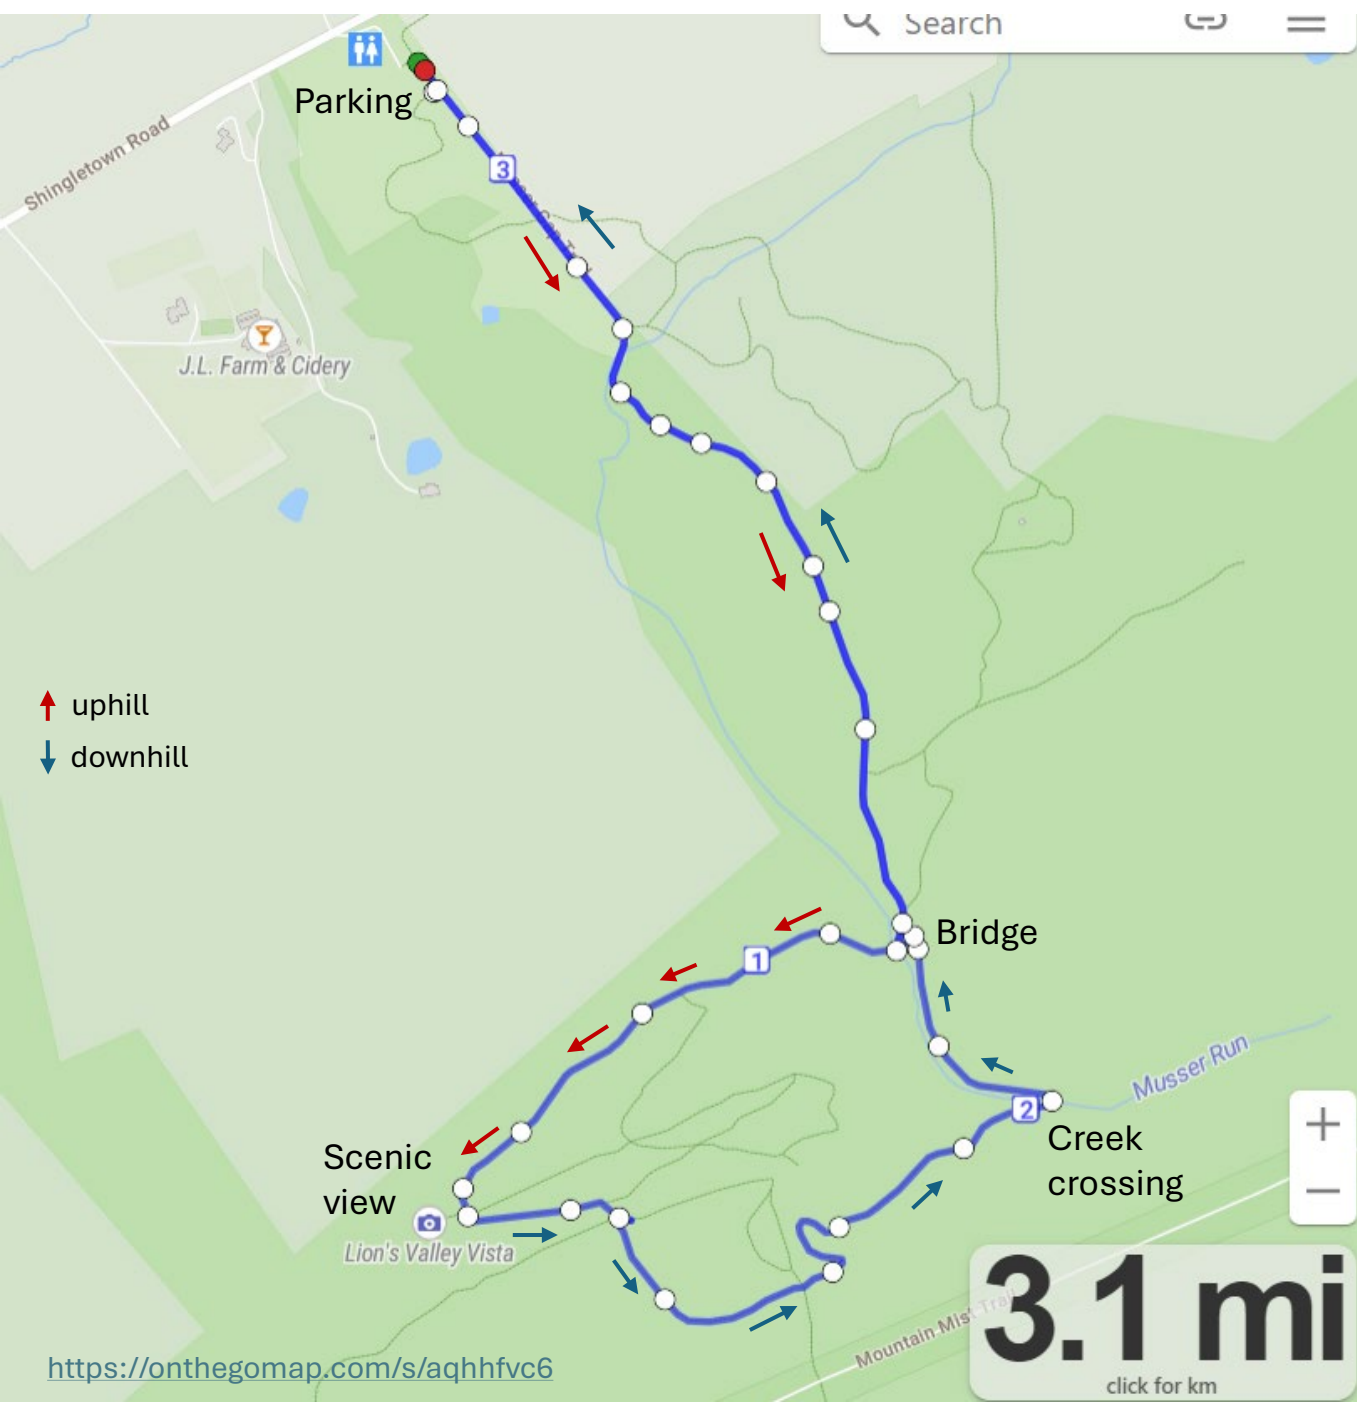 Search
Parking
Shingletown Road
3
J.L. Farm & Cidery
uphill
downhill
Bridge
1
Musser Run
2
Creek
crossing
Scenic
view
Lion's Valley Vista
+
−
3.1 mi
Mountain Mist Trail
click for km
https://onthegomap.com/s/aqhhfvc6